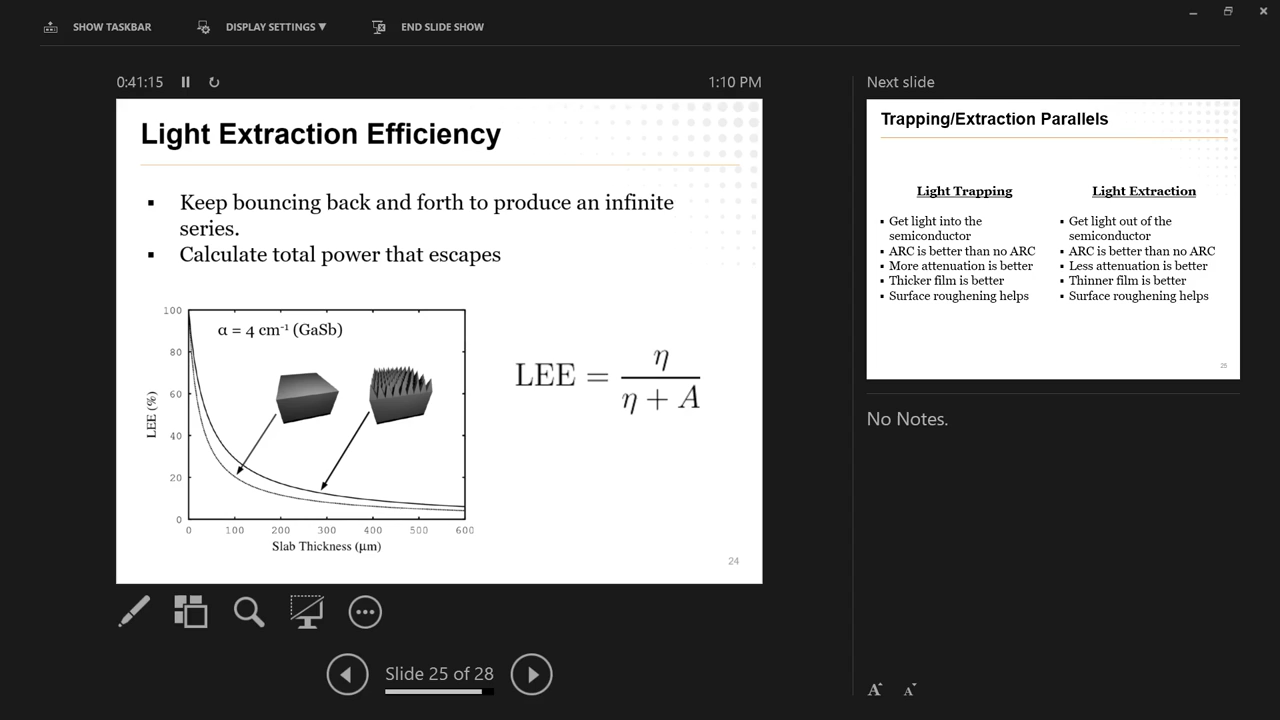 SHOW TASKBAR
DISPLAY SETTINGS ▼
END SLIDE SHOW
0:41:15
1:10 PM
Light Extraction Efficiency
▪ Keep bouncing back and forth to produce an infinite
series.
▪ Calculate total power that escapes
α = 4 cm⁻¹ (GaSb)
LEE (%)
100
80
60
40
20
0
0 100 200 300 400 500 600
Slab Thickness (μm)
LEE = η / (η + A)
24
Slide 25 of 28
Next slide
Trapping/Extraction Parallels
Light Trapping
▪ Get light into the
semiconductor
▪ ARC is better than no ARC
▪ More attenuation is better
▪ Thicker film is better
▪ Surface roughening helps
Light Extraction
▪ Get light out of the
semiconductor
▪ ARC is better than no ARC
▪ Less attenuation is better
▪ Thinner film is better
▪ Surface roughening helps
25
No Notes.
A A